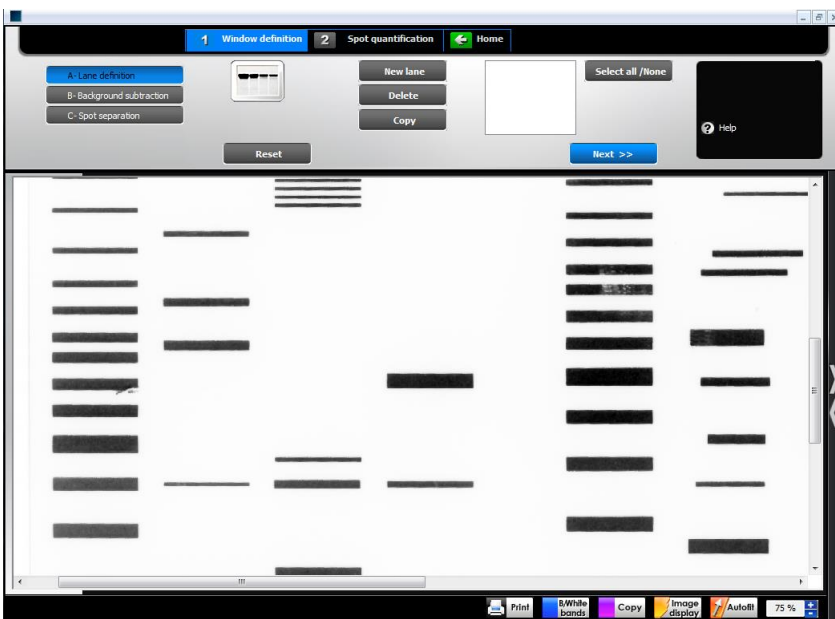 1 Window definition 2 Spot quantification Home
A- Lane definition
B- Background subtraction
C- Spot separation
New lane
Delete
Copy
Select all /None
Help
Reset
Next >>
Print
B/White
bands
Copy
Image
display
Autofit
75 %